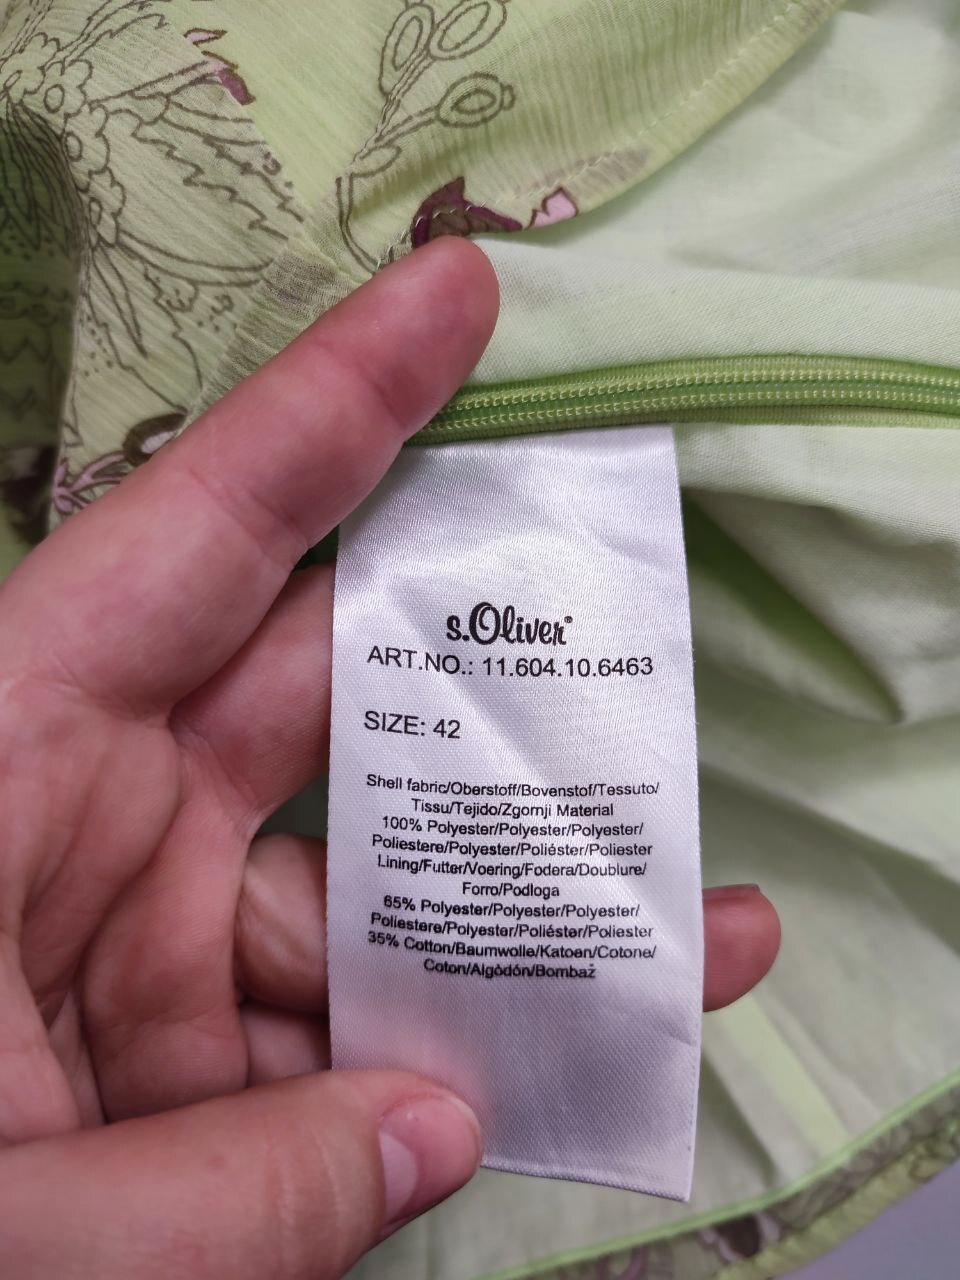 s.Oliver®
ART.NO.: 11.604.10.6463
SIZE: 42
Shell fabric/Oberstoff/Bovenstof/Tessuto/
Tissu/Tejido/Zgornji Material
100% Polyester/Polyester/Polyester/
Poliestere/Polyester/Poliéster/Poliester
Lining/Futter/Voering/Fodera/Doublure/
Forro/Podloga
65% Polyester/Polyester/Polyester/
Poliestere/Polyester/Poliéster/Poliester
35% Cotton/Baumwolle/Katoen/Cotone/
Coton/Algòdón/Bombaž